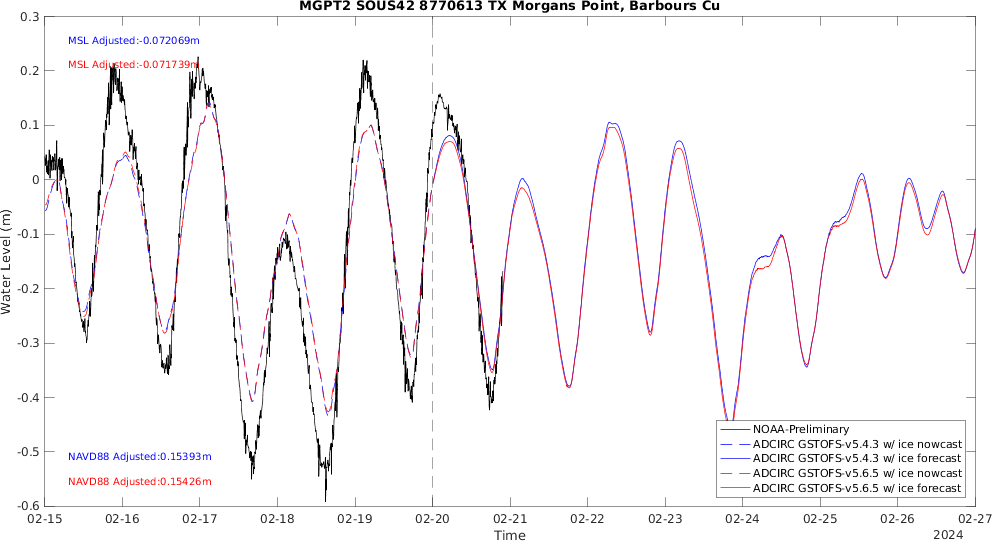 MGPT2 SOUS42 8770613 TX Morgans Point, Barbours Cu
MSL Adjusted:-0.072069m
MSL Adjusted:-0.071739m
NAVD88 Adjusted:0.15393m
NAVD88 Adjusted:0.15426m
Water Level (m)
0.3
0.2
0.1
0
-0.1
-0.2
-0.3
-0.4
-0.5
-0.6
NOAA-Preliminary
ADCIRC GSTOFS-v5.4.3 w/ ice nowcast
ADCIRC GSTOFS-v5.4.3 w/ ice forecast
ADCIRC GSTOFS-v5.6.5 w/ ice nowcast
ADCIRC GSTOFS-v5.6.5 w/ ice forecast
02-15 02-16 02-17 02-18 02-19 02-20 02-21 02-22 02-23 02-24 02-25 02-26 02-27
Time
2024